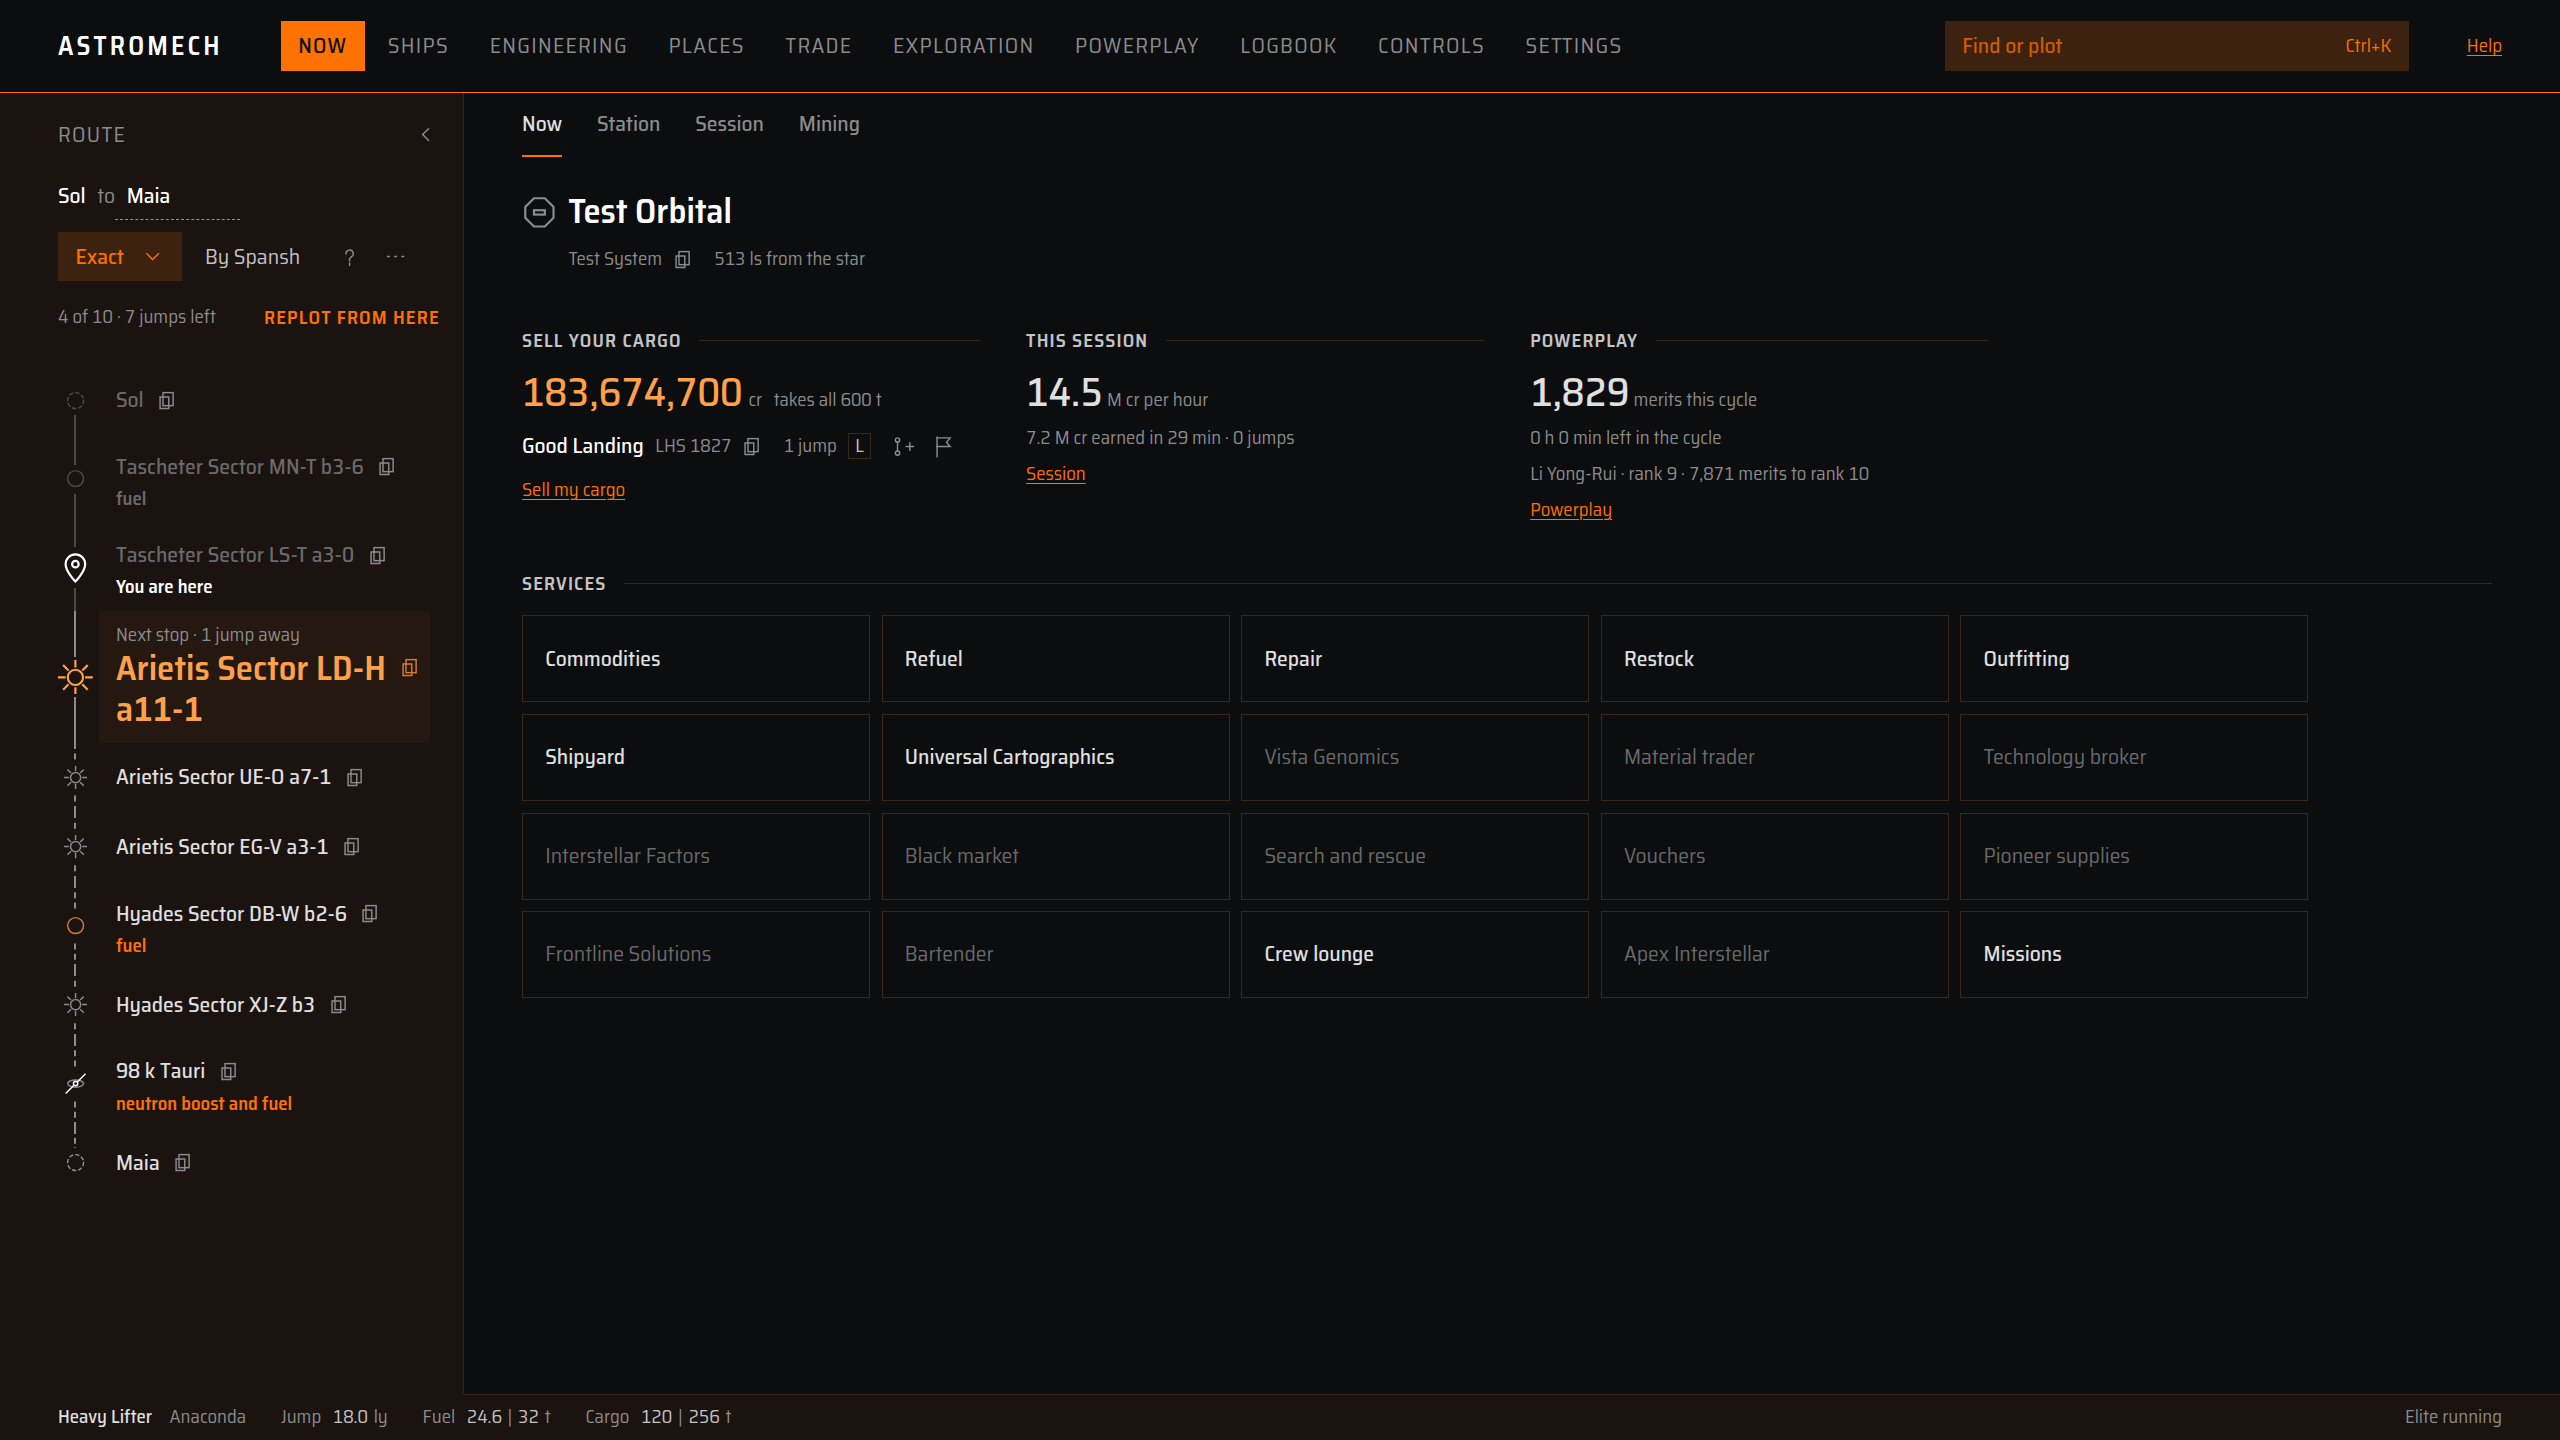 ASTROMECH NOW SHIPS ENGINEERING PLACES TRADE EXPLORATION POWERPLAY LOGBOOK CONTROLS SETTINGS Find or plot Ctrl+K Help
ROUTE
Sol to Maia
Exact By Spansh ? ...
4 of 10 · 7 jumps left REPLOT FROM HERE
Sol
Tascheter Sector MN-T b3-6
fuel
Tascheter Sector LS-T a3-0
You are here
Next stop · 1 jump away
Arietis Sector LD-H
a11-1
Arietis Sector UE-O a7-1
Arietis Sector EG-V a3-1
Hyades Sector DB-W b2-6
fuel
Hyades Sector XJ-Z b3
98 k Tauri
neutron boost and fuel
Maia
Now Station Session Mining
Test Orbital
Test System 513 ls from the star
SELL YOUR CARGO
183,674,700 cr takes all 600 t
Good Landing LHS 1827 1 jump L
Sell my cargo
THIS SESSION
14.5 M cr per hour
7.2 M cr earned in 29 min · 0 jumps
Session
POWERPLAY
1,829 merits this cycle
0 h 0 min left in the cycle
Li Yong-Rui · rank 9 · 7,871 merits to rank 10
Powerplay
SERVICES
Commodities Refuel Repair Restock Outfitting
Shipyard Universal Cartographics Vista Genomics Material trader Technology broker
Interstellar Factors Black market Search and rescue Vouchers Pioneer supplies
Frontline Solutions Bartender Crew lounge Apex Interstellar Missions
Heavy Lifter Anaconda Jump 18.0 ly Fuel 24.6 | 32 t Cargo 120 | 256 t Elite running